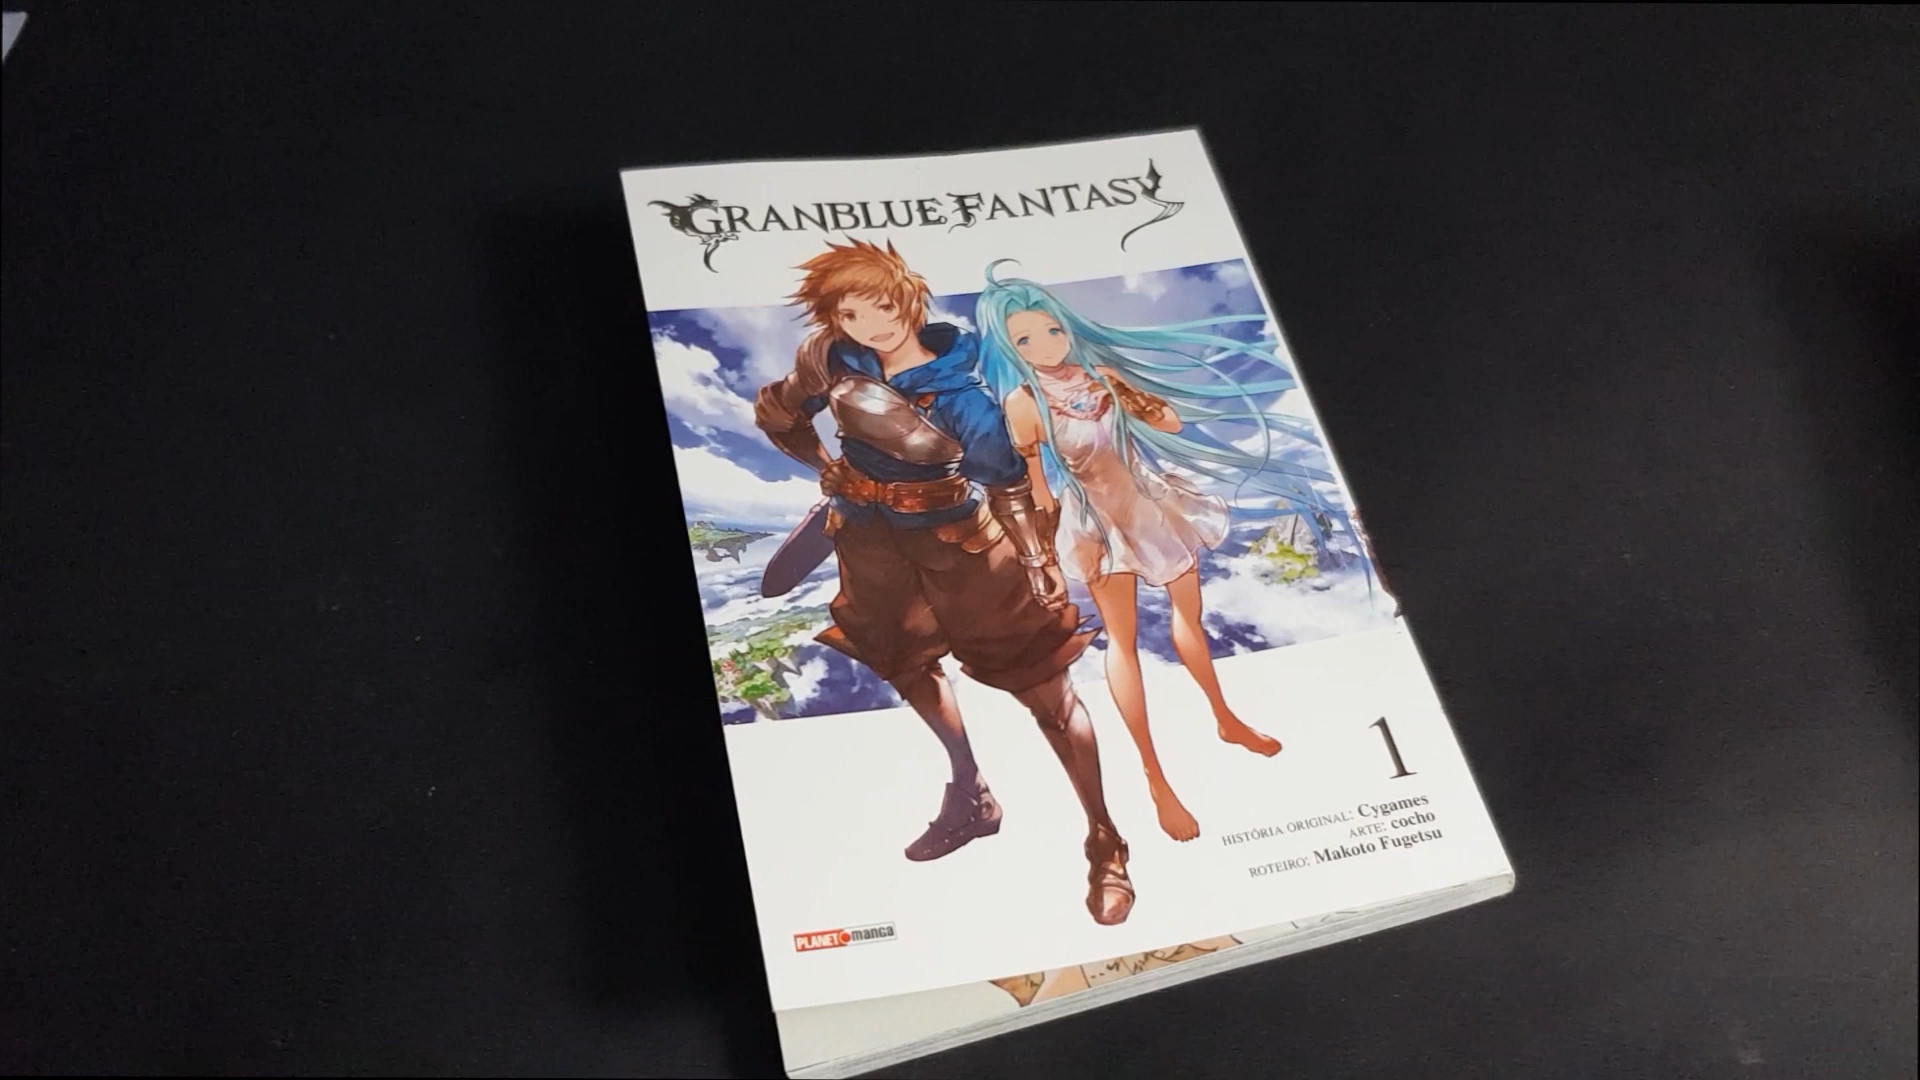 GRANBLUE FANTASY
1
HISTÓRIA ORIGINAL: Cygames
ARTE: cocho
ROTEIRO: Makoto Fugetsu
PLANET manga